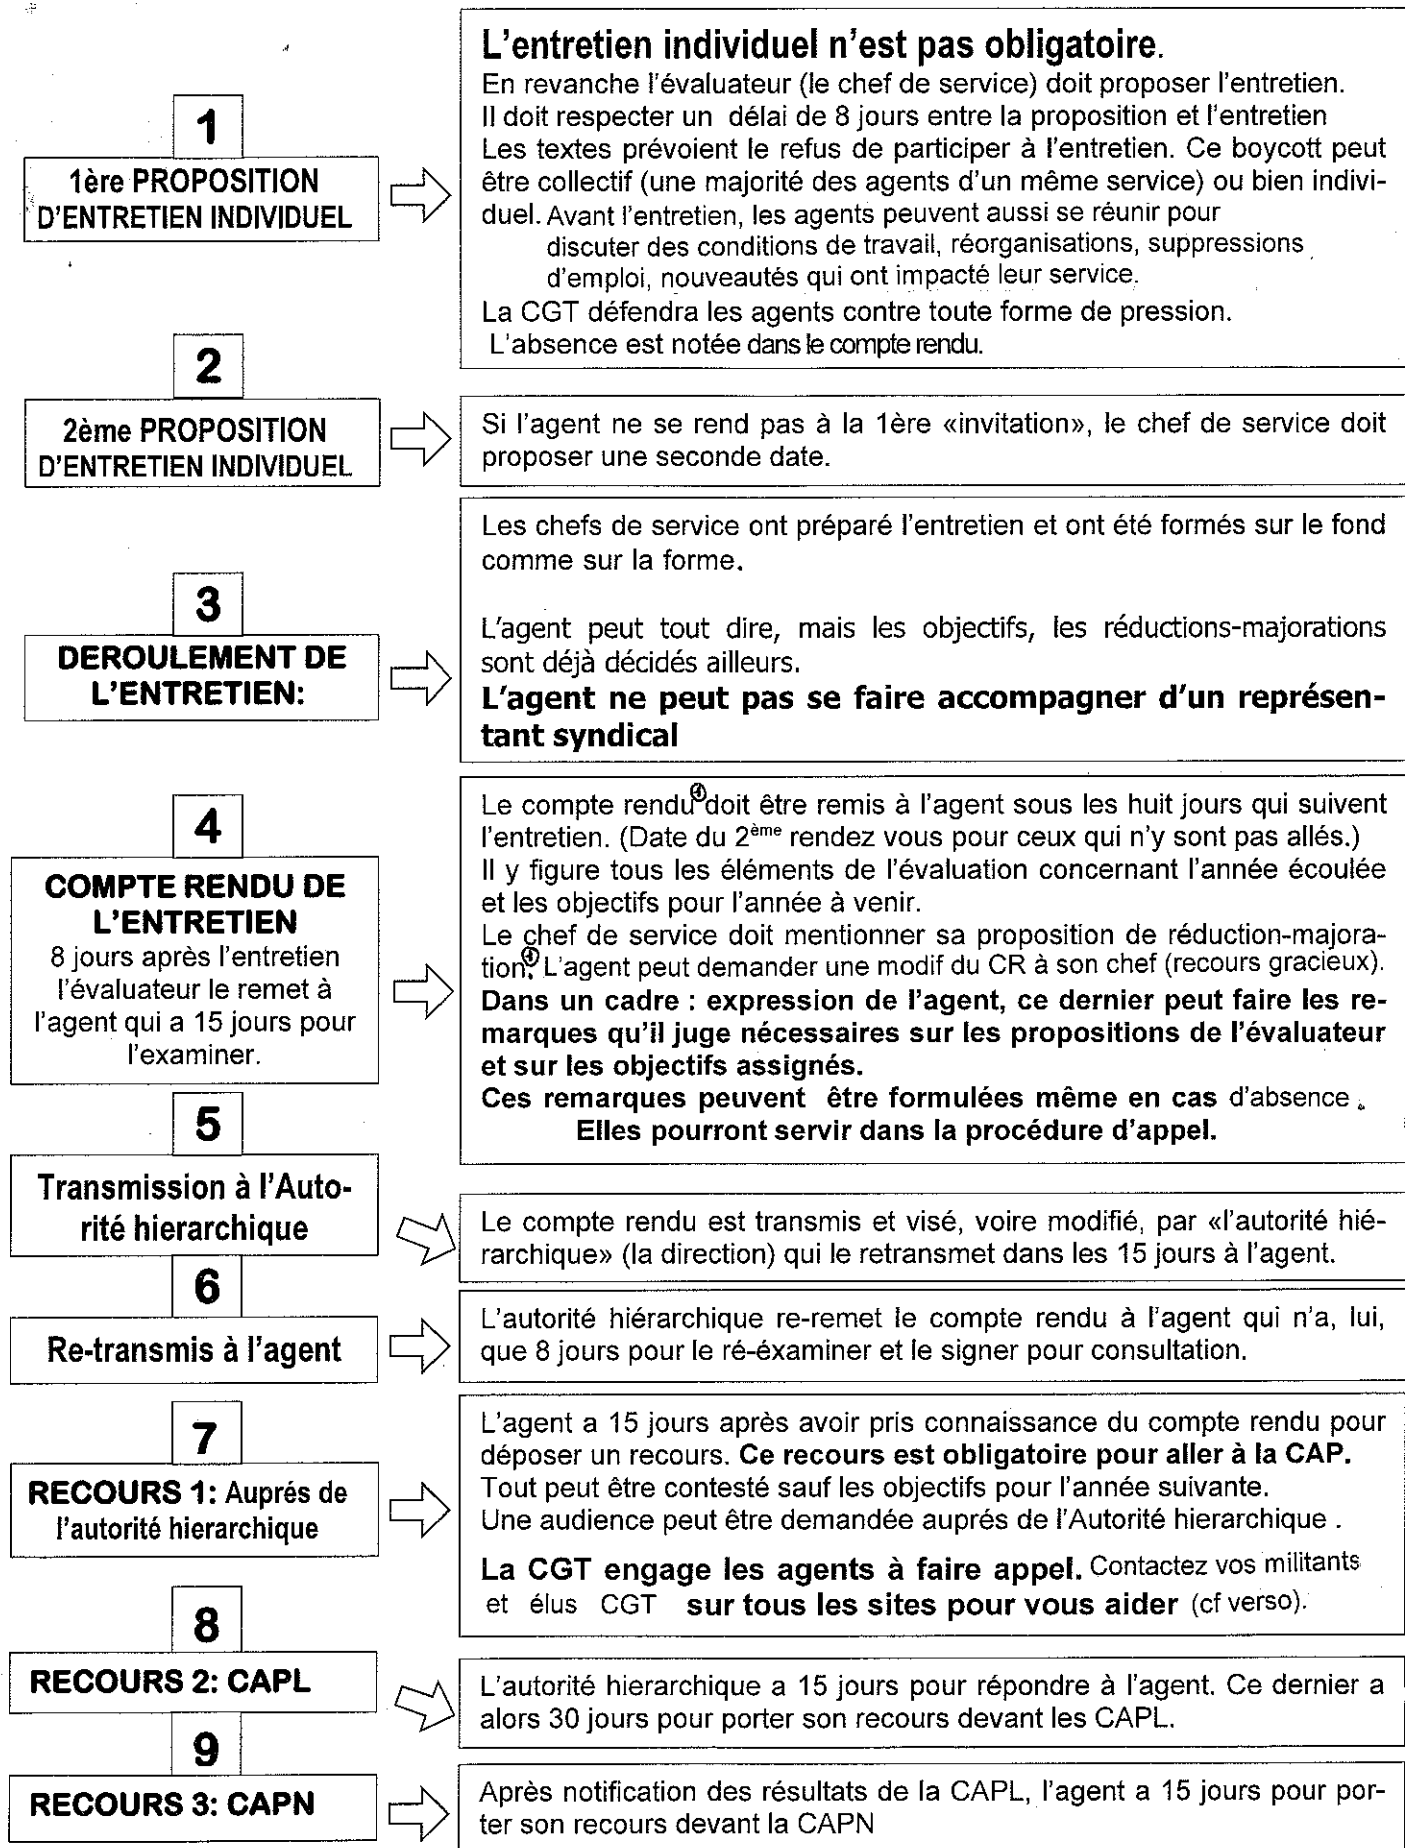 1
1ère PROPOSITION
D'ENTRETIEN INDIVIDUEL
L'entretien individuel n'est pas obligatoire.
En revanche l'évaluateur (le chef de service) doit proposer l'entretien.
Il doit respecter un délai de 8 jours entre la proposition et l'entretien
Les textes prévoient le refus de participer à l'entretien. Ce boycott peut
être collectif (une majorité des agents d'un même service) ou bien indivi-
duel. Avant l'entretien, les agents peuvent aussi se réunir pour
discuter des conditions de travail, réorganisations, suppressions
d'emploi, nouveautés qui ont impacté leur service.
La CGT défendra les agents contre toute forme de pression.
L'absence est notée dans le compte rendu.
2
2ème PROPOSITION
D'ENTRETIEN INDIVIDUEL
Si l'agent ne se rend pas à la 1ère «invitation», le chef de service doit
proposer une seconde date.
3
DEROULEMENT DE
L'ENTRETIEN:
Les chefs de service ont préparé l'entretien et ont été formés sur le fond
comme sur la forme.
L'agent peut tout dire, mais les objectifs, les réductions-majorations
sont déjà décidés ailleurs.
L'agent ne peut pas se faire accompagner d'un représen-
tant syndical
4
COMPTE RENDU DE
L'ENTRETIEN
8 jours après l'entretien
l'évaluateur le remet à
l'agent qui a 15 jours pour
l'examiner.
Le compte rendu doit être remis à l'agent sous les huit jours qui suivent
l'entretien. (Date du 2ème rendez vous pour ceux qui n'y sont pas allés.)
Il y figure tous les éléments de l'évaluation concernant l'année écoulée
et les objectifs pour l'année à venir.
Le chef de service doit mentionner sa proposition de réduction-majora-
tion. L'agent peut demander une modif du CR à son chef (recours gracieux).
Dans un cadre : expression de l'agent, ce dernier peut faire les re-
marques qu'il juge nécessaires sur les propositions de l'évaluateur
et sur les objectifs assignés.
Ces remarques peuvent être formulées même en cas d'absence .
Elles pourront servir dans la procédure d'appel.
5
Transmission à l'Auto-
rité hierarchique
Le compte rendu est transmis et visé, voire modifié, par «l'autorité hié-
rarchique» (la direction) qui le retransmet dans les 15 jours à l'agent.
6
Re-transmis à l'agent
L'autorité hiérarchique re-remet le compte rendu à l'agent qui n'a, lui,
que 8 jours pour le ré-éxaminer et le signer pour consultation.
7
RECOURS 1: Auprés de
l'autorité hierarchique
L'agent a 15 jours après avoir pris connaissance du compte rendu pour
déposer un recours. Ce recours est obligatoire pour aller à la CAP.
Tout peut être contesté sauf les objectifs pour l'année suivante.
Une audience peut être demandée auprés de l'Autorité hierarchique .
La CGT engage les agents à faire appel. Contactez vos militants
et élus CGT sur tous les sites pour vous aider (cf verso).
8
RECOURS 2: CAPL
L'autorité hierarchique a 15 jours pour répondre à l'agent. Ce dernier a
alors 30 jours pour porter son recours devant les CAPL.
9
RECOURS 3: CAPN
Après notification des résultats de la CAPL, l'agent a 15 jours pour por-
ter son recours devant la CAPN